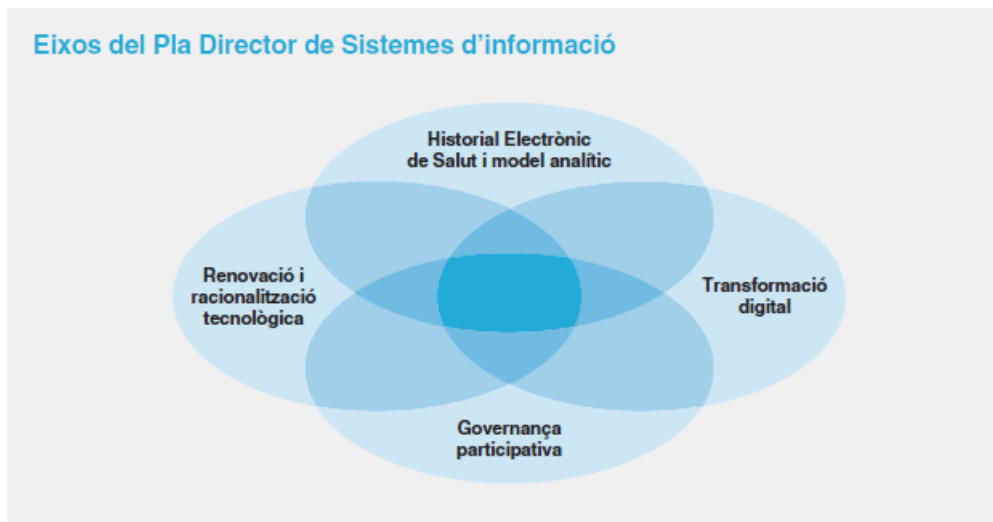 Eixos del Pla Director de Sistemes d’informació
Historial Electrònic
de Salut i model analític
Renovació i
racionalització
tecnològica
Transformació
digital
Governança
participativa